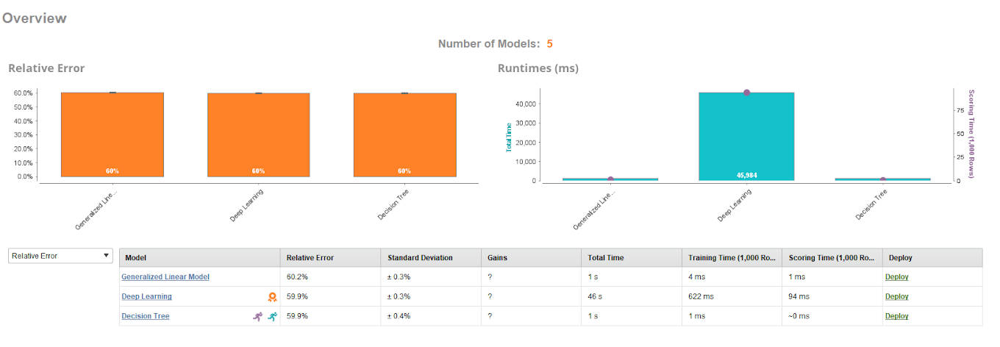 Overview
Number of Models: 5
Relative Error
60.0%
50.0%
40.0%
30.0%
20.0%
10.0%
0.0%
60%
60%
60%
Generalized Line...
Deep Learning
Decision Tree
Runtimes (ms)
Total Time
40,000
30,000
20,000
10,000
0
45,984
75
50
25
0
Scoring Time (1,000 Rows)
Generalized Line...
Deep Learning
Decision Tree
Relative Error
Model Relative Error Standard Deviation Gains Total Time Training Time (1,000 Ro... Scoring Time (1,000 Ro... Deploy
Generalized Linear Model 60.2% ± 0.3% ? 1 s 4 ms 1 ms Deploy
Deep Learning 59.9% ± 0.3% ? 46 s 622 ms 94 ms Deploy
Decision Tree 59.9% ± 0.4% ? 1 s 1 ms ~0 ms Deploy